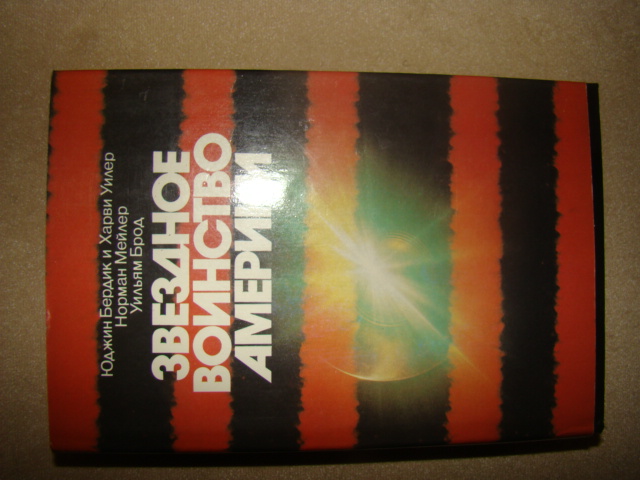 Юджин Бердик и Харви Уилер
Норман Мейлер
Уильям Брод
ЗВЕЗДНОЕ
ВОИНСТВО
АМЕРИКИ